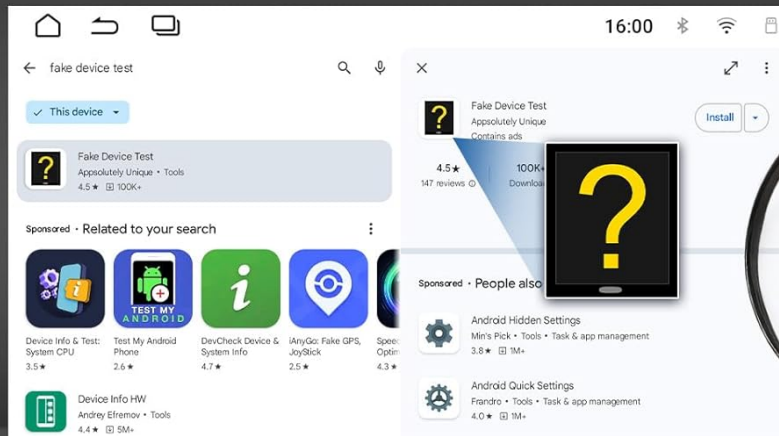 16:00
fake device test
This device
Fake Device Test
Appsolutely Unique • Tools
4.5★ 100K+
Sponsored • Related to your search
TEST MY
ANDROID
i
Device Info & Test:
System CPU
3.5★
Test My Android
Phone
2.6★
DevCheck Device &
System Info
4.7★
iAnyGo: Fake GPS,
JoyStick
2.5★
Spee
Optim
4.3★
Device Info HW
Andrey Efremov • Tools
4.4★ 5M+
?
Fake Device Test
Appsolutely Unique
Contains ads
Install
4.5★
147 reviews
100K+
Downloa
?
Sponsored • People also
Android Hidden Settings
Min's Pick • Tools • Task & app management
3.8★ 1M+
Android Quick Settings
Frandro • Tools • Task & app management
4.0★ 1M+